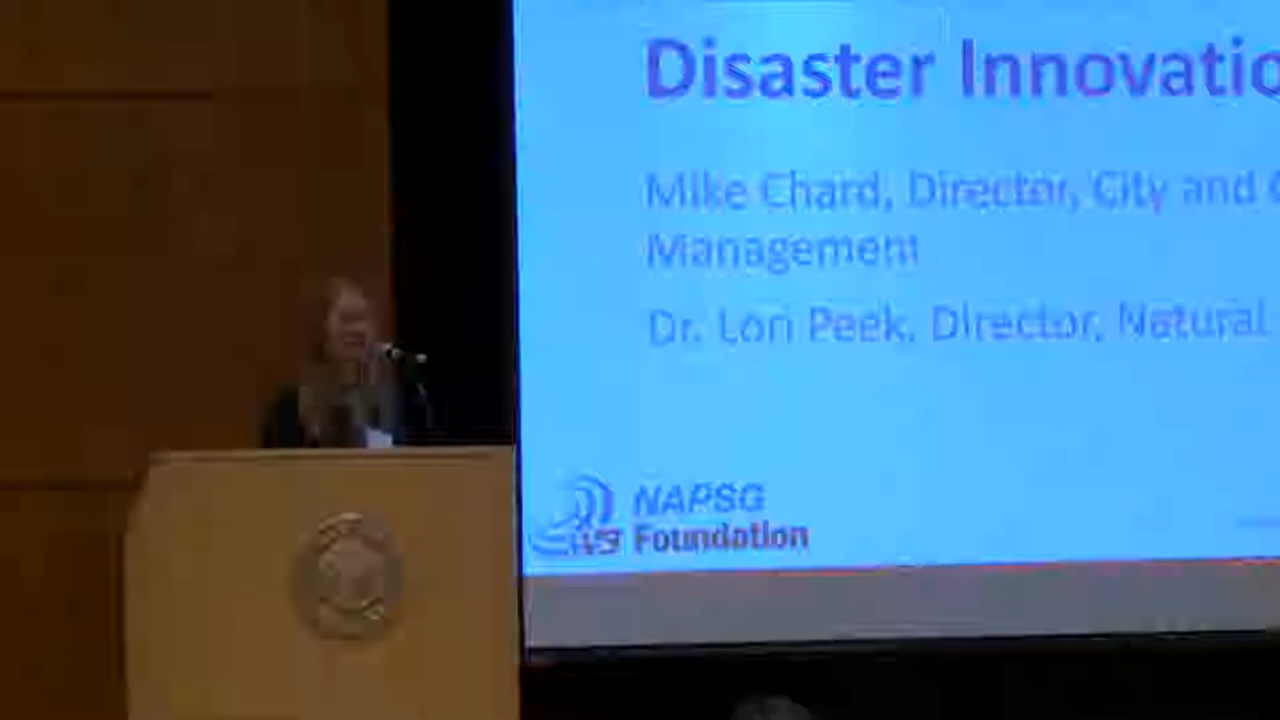 Disaster Innovatio
Mike Chard, Director, City and C
Management
Dr. Lori Peek, Director, Natural
NAPSG
Foundation